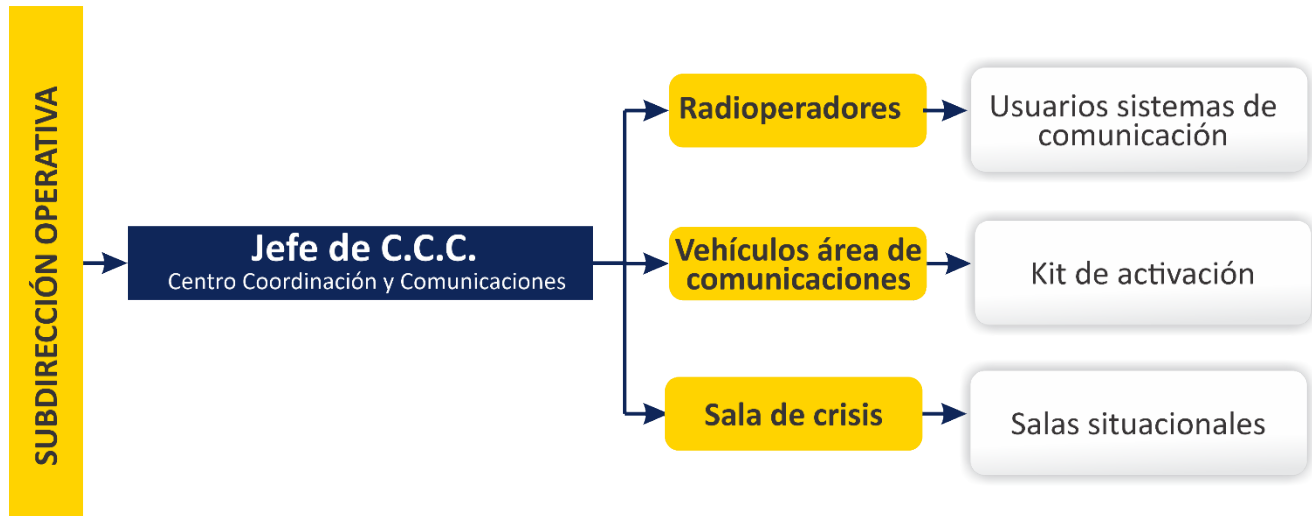 SUBDIRECCIÓN OPERATIVA
Jefe de C.C.C.
Centro Coordinación y Comunicaciones
Radioperadores
Usuarios sistemas de
comunicación
Vehículos área de
comunicaciones
Kit de activación
Sala de crisis
Salas situacionales